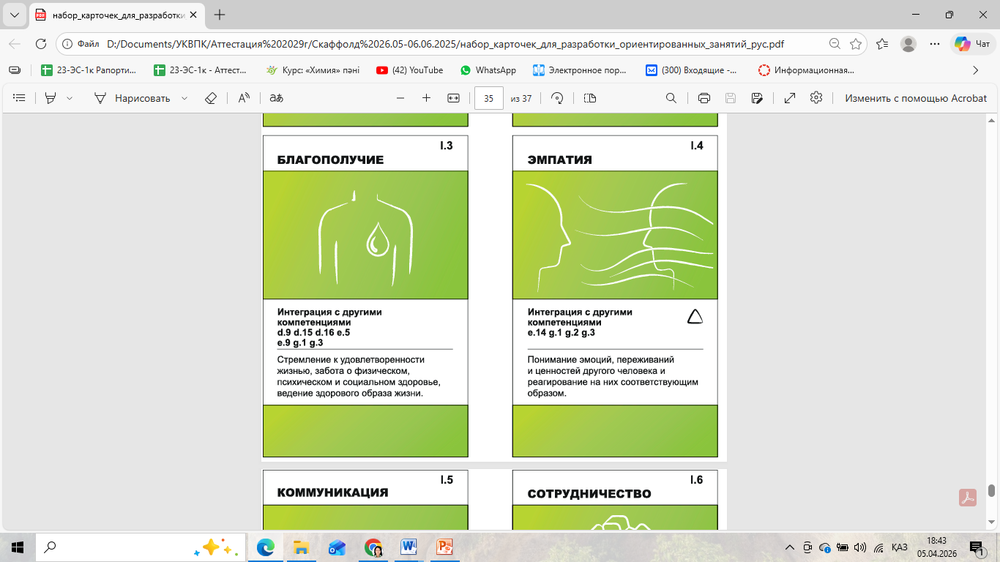 набор_карточек_для_разработки_
Файл
D:/Documents/УКВПК/Аттестация%202029г/Скаффолд%2026.05-06.06.2025/набор_карточек_для_разработки_ориентированных_занятий_рус.pdf
Чат
23-ЭС-1к Рапорти...
23-ЭС-1к - Аттест...
Курс: «Химия» пәні
(42) YouTube
WhatsApp
Электронное пор...
(300) Входящие -...
Информационная...
Нарисовать
аあ
35
из 37
Изменить с помощью Acrobat
I.3
БЛАГОПОЛУЧИЕ
Интеграция с другими
компетенциями
d.9 d.15 d.16 e.5
e.9 g.1 g.3
Стремление к удовлетворенности
жизнью, забота о физическом,
психическом и социальном здоровье,
ведение здорового образа жизни.
I.4
ЭМПАТИЯ
Интеграция с другими
компетенциями
e.14 g.1 g.2 g.3
Понимание эмоций, переживаний
и ценностей другого человека и
реагирование на них соответствующим
образом.
I.5
КОММУНИКАЦИЯ
I.6
СОТРУДНИЧЕСТВО
ҚАЗ
18:43
05.04.2026
1